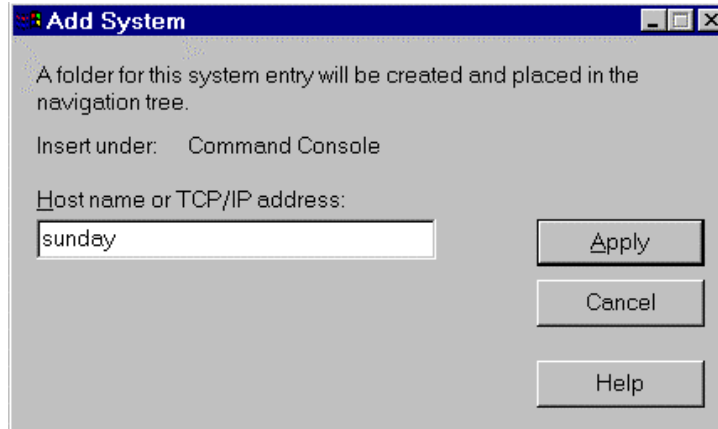 Add System
A folder for this system entry will be created and placed in the
navigation tree.
Insert under: Command Console
Host name or TCP/IP address:
sunday
Apply
Cancel
Help